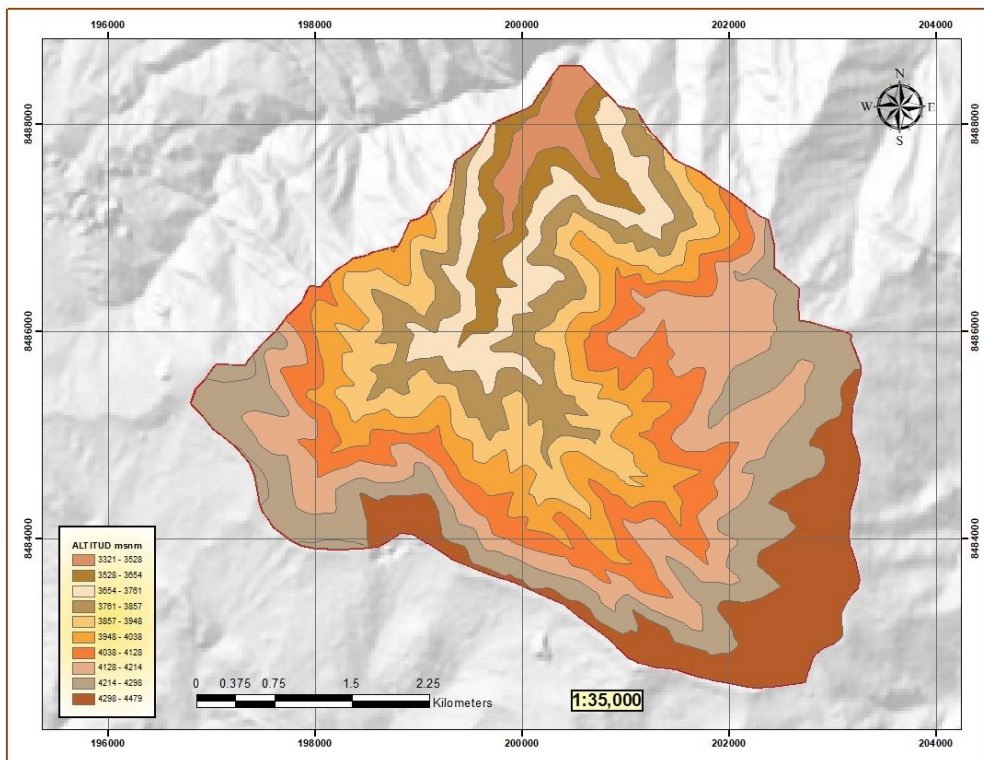 196000 198000 200000 202000 204000
N
W E
S
8488000 8488000
8486000 8486000
8484000 8484000
ALTITUD msnm
3321 - 3528
3528 - 3654
3654 - 3761
3761 - 3857
3857 - 3948
3948 - 4038
4038 - 4128
4128 - 4214
4214 - 4298
4298 - 4479
0 0.375 0.75 1.5 2.25
Kilometers
1:35,000
196000 198000 200000 202000 204000